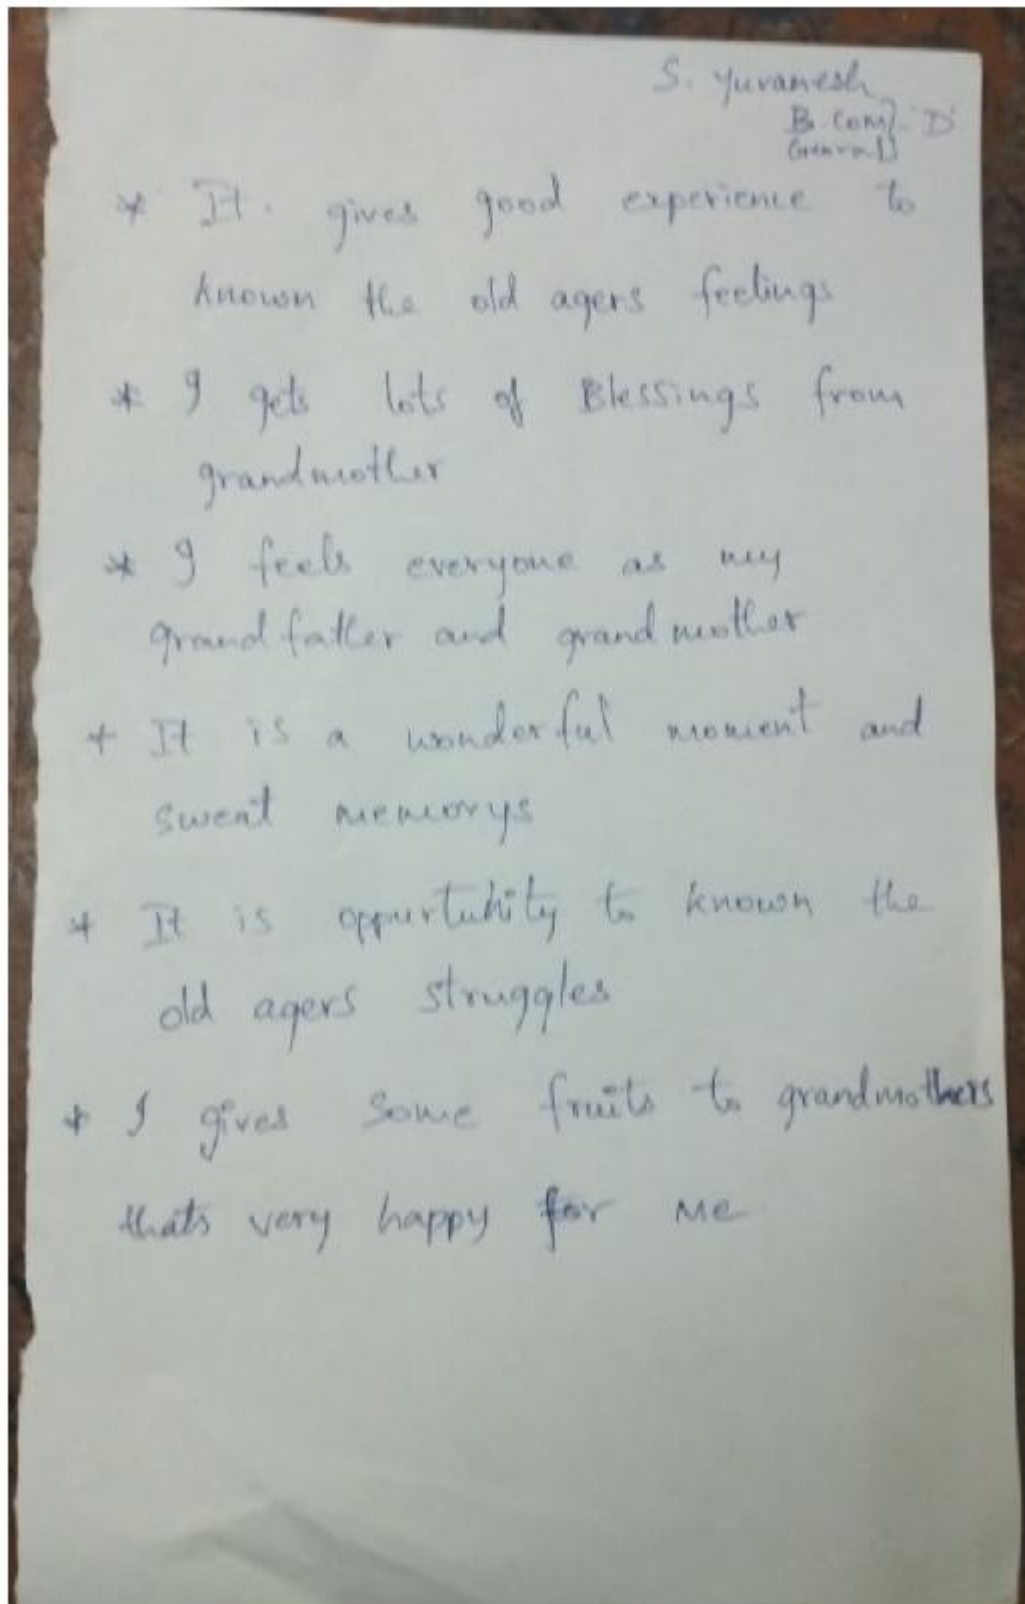 S. Yuvanesh
B. Com] - 'D'
General]
* It. gives good experience to
known the old agers feelings
* I gets lots of Blessings from
grandmother
* I feels everyone as my
grand father and grand mother
+ It is a wonderful moment and
sweat memorys
* It is oppurtunity to known the
old agers struggles
* I gives Some fruits to grandmothers
thats very happy for me